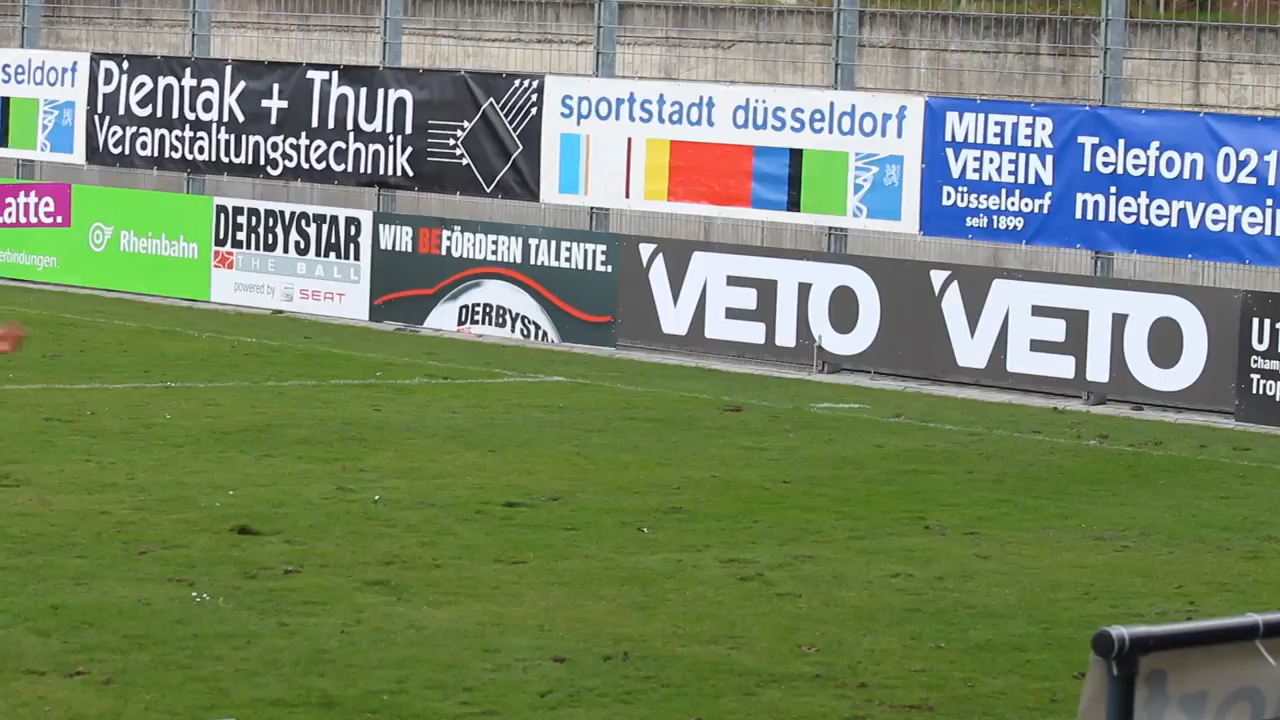 seldorf
Pientak + Thun
Veranstaltungstechnik
sportstadt düsseldorf
MIETER
VEREIN
Düsseldorf
seit 1899
Telefon 021
mieterverein
Latte.
erbindungen.
Rheinbahn
DERBYSTAR
THE BALL
powered by SEAT
WIR BEFÖRDERN TALENTE.
DERBYSTA
VETO
VETO
U1
Cham
Trop